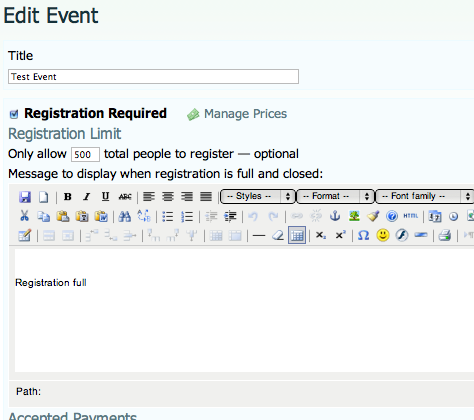 Edit Event
Title
Test Event
Registration Required Manage Prices
Registration Limit
Only allow 500 total people to register — optional
Message to display when registration is full and closed:
B I U ABC -- Styles -- -- Format -- -- Font family --
HTML
Registration full
Path:
Accepted Payments